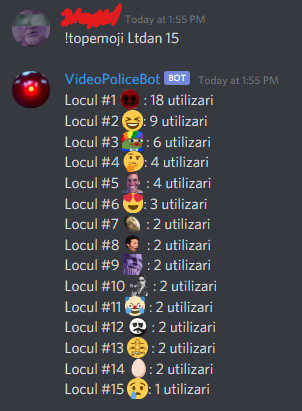 Today at 1:55 PM
!topemoji Ltdan 15
VideoPoliceBot BOT Today at 1:55 PM
Locul #1 : 18 utilizari
Locul #2 : 9 utilizari
Locul #3 : 6 utilizari
Locul #4 : 4 utilizari
Locul #5 : 4 utilizari
Locul #6 : 3 utilizari
Locul #7 : 2 utilizari
Locul #8 : 2 utilizari
Locul #9 : 2 utilizari
Locul #10 : 2 utilizari
Locul #11 : 2 utilizari
Locul #12 : 2 utilizari
Locul #13 : 2 utilizari
Locul #14 : 2 utilizari
Locul #15 : 1 utilizari